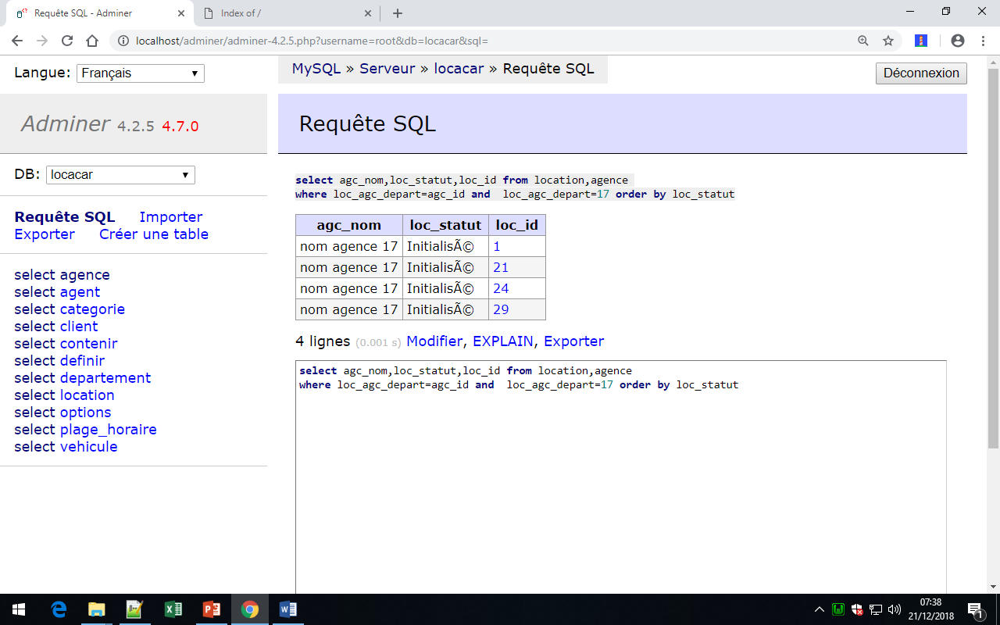 Requête SQL - Adminer
Index of /
localhost/adminer/adminer-4.2.5.php?username=root&db=locacar&sql=
Langue: Français
MySQL » Serveur » locacar » Requête SQL
Déconnexion
Adminer 4.2.5 4.7.0
Requête SQL
DB: locacar
Requête SQL Importer
Exporter Créer une table
select agence
select agent
select categorie
select client
select contenir
select definir
select departement
select location
select options
select plage_horaire
select vehicule
select agc_nom,loc_statut,loc_id from location,agence
where loc_agc_depart=agc_id and  loc_agc_depart=17 order by loc_statut
agc_nom loc_statut loc_id
nom agence 17 InitialisÃ© 1
nom agence 17 InitialisÃ© 21
nom agence 17 InitialisÃ© 24
nom agence 17 InitialisÃ© 29
4 lignes (0.001 s) Modifier, EXPLAIN, Exporter
select agc_nom,loc_statut,loc_id from location,agence
where loc_agc_depart=agc_id and  loc_agc_depart=17 order by loc_statut
07:38
21/12/2018
1